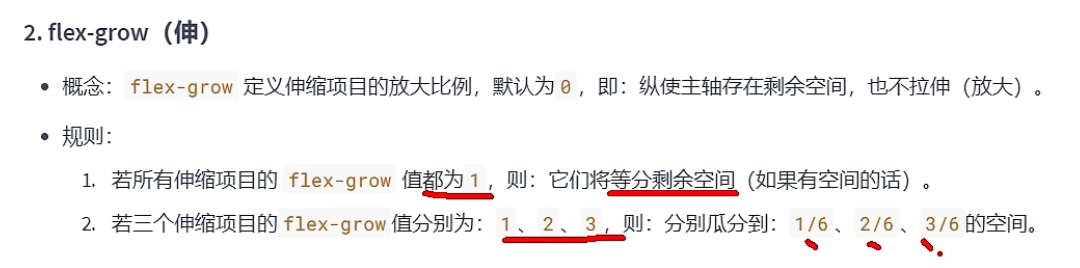 2. flex-grow（伸）
• 概念：flex-grow 定义伸缩项目的放大比例，默认为 0 ，即：纵使主轴存在剩余空间，也不拉伸（放大）。
• 规则：
1. 若所有伸缩项目的 flex-grow 值都为 1 ，则：它们将等分剩余空间（如果有空间的话）。
2. 若三个伸缩项目的 flex-grow 值分别为： 1 、 2 、 3 ，则：分别瓜分到： 1/6 、 2/6 、 3/6 的空间。